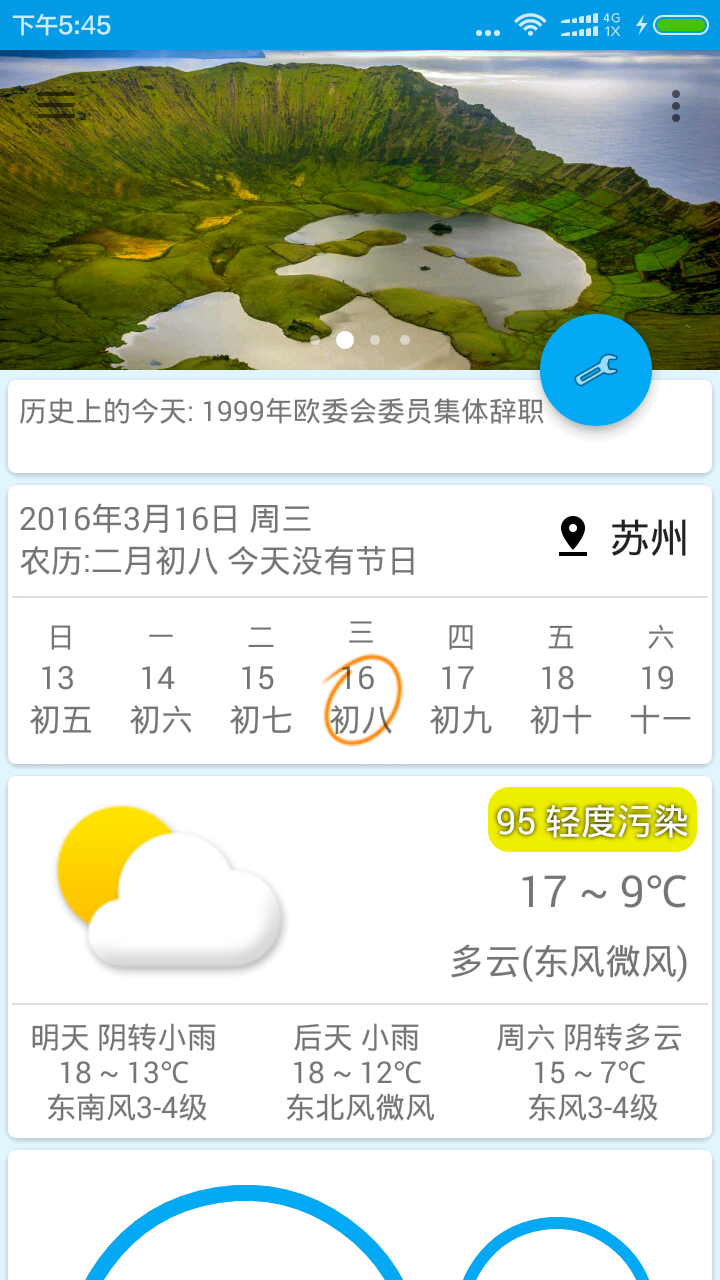 下午5:45
4G
1X
历史上的今天: 1999年欧委会委员集体辞职
2016年3月16日 周三
农历:二月初八 今天没有节日
苏州
日 一 二 三 四 五 六
13 14 15 16 17 18 19
初五 初六 初七 初八 初九 初十 十一
95 轻度污染
17 ~ 9℃
多云(东风微风)
明天 阴转小雨 后天 小雨 周六 阴转多云
18 ~ 13℃ 18 ~ 12℃ 15 ~ 7℃
东南风3-4级 东北风微风 东风3-4级